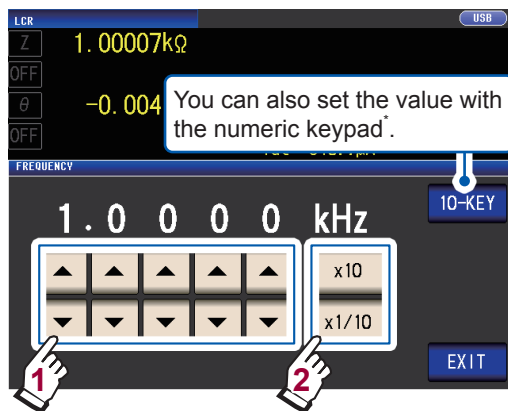 LCR
USB
Z 1.00007kΩ
OFF
θ -0.004
OFF
You can also set the value with
the numeric keypad*.
FREQUENCY
10-KEY
1.0000 kHz
x10
x1/10
1
2
EXIT